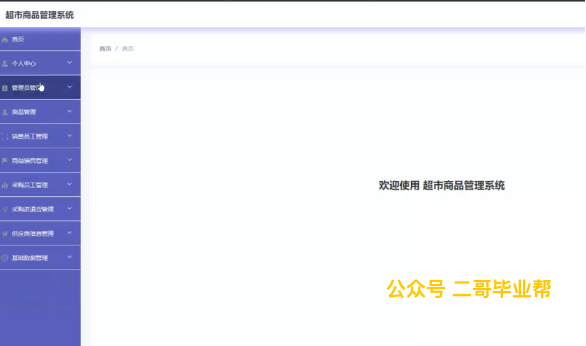 超市商品管理系统
首页
首页 / 首页
个人中心
管理员管理
商品管理
销售员工管理
商品销售管理
欢迎使用 超市商品管理系统
采购员工管理
采购进退货管理
供应商信息管理
基础数据管理
公众号 二哥毕业帮